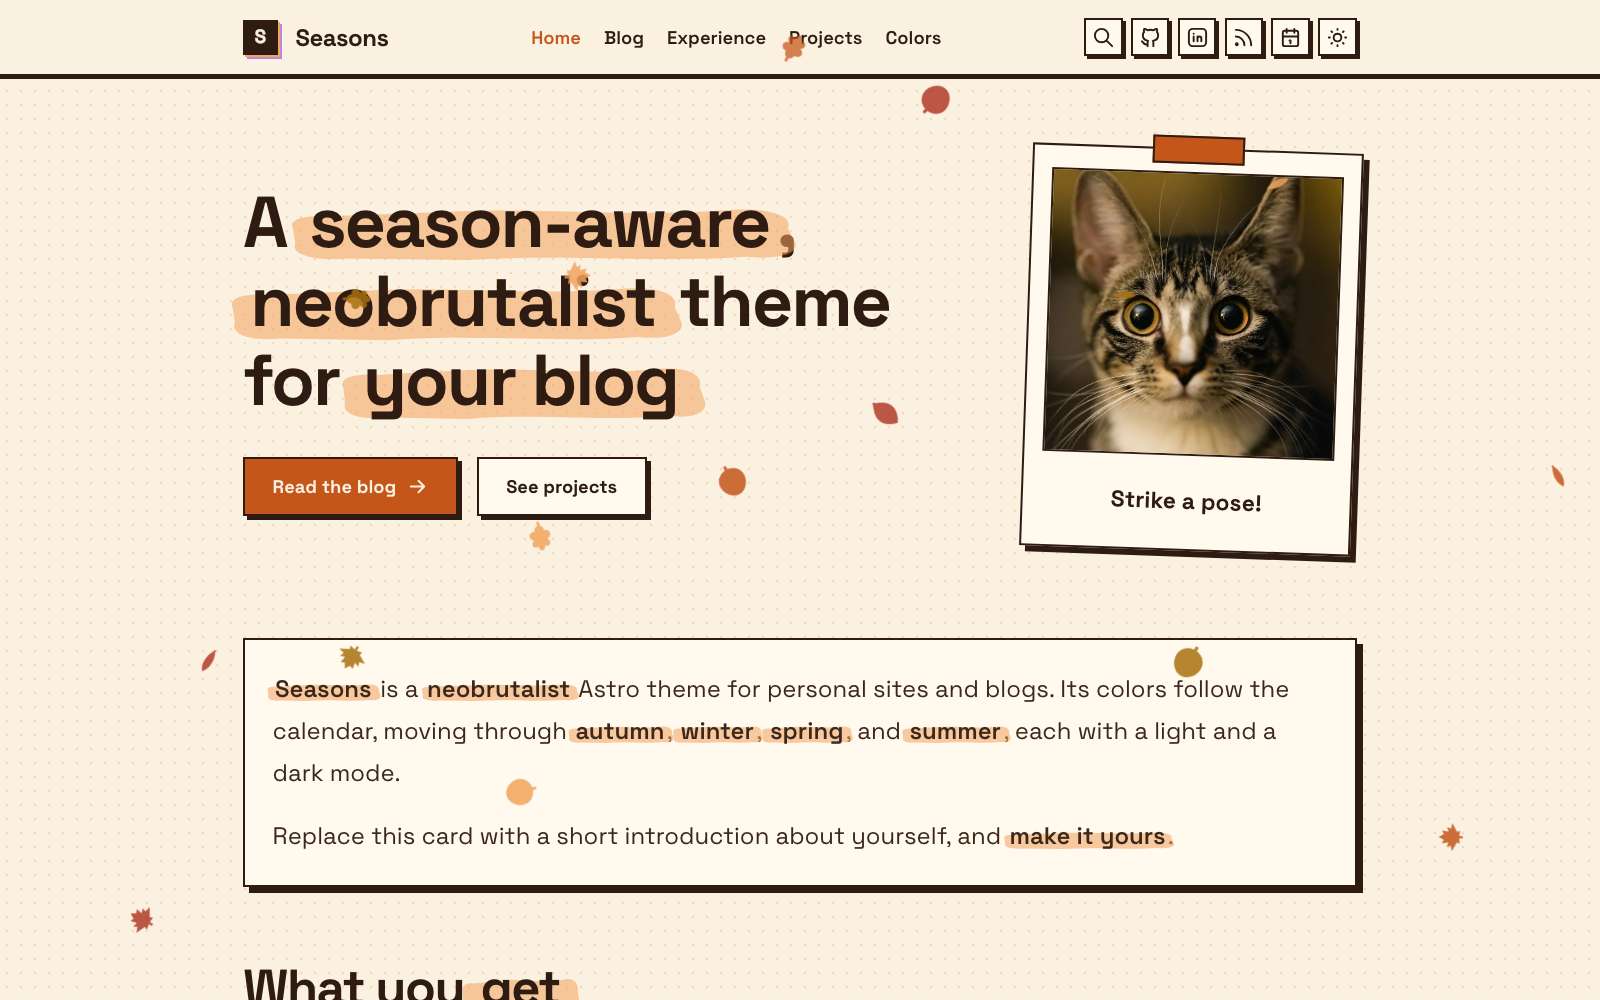 S Seasons Home Blog Experience Projects Colors
A season-aware,
neobrutalist theme
for your blog
Read the blog → See projects
Strike a pose!
Seasons is a neobrutalist Astro theme for personal sites and blogs. Its colors follow the
calendar, moving through autumn, winter, spring, and summer, each with a light and a
dark mode.
Replace this card with a short introduction about yourself, and make it yours.
What you get